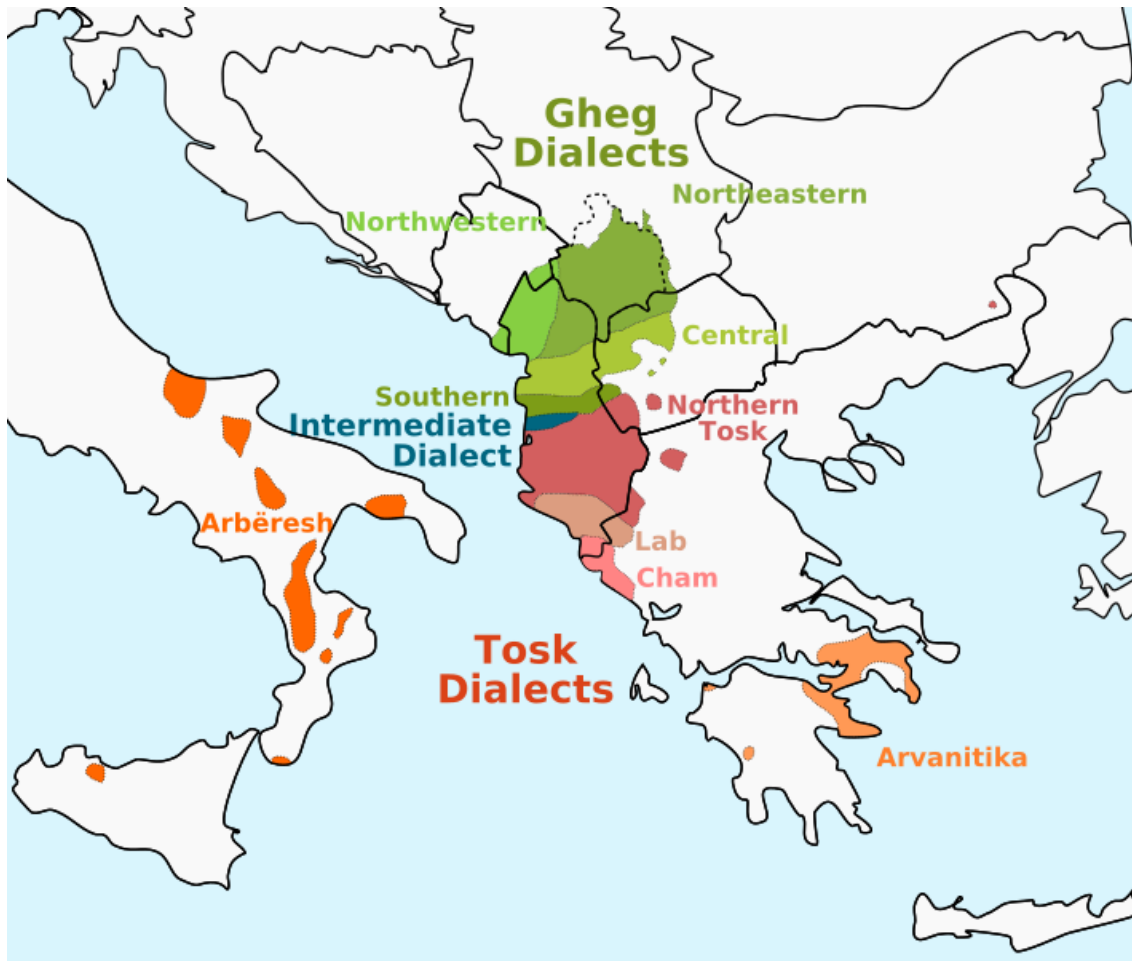 Gheg
Dialects
Northeastern
Northwestern
Central
Southern
Intermediate
Dialect
Northern
Tosk
Arbëresh
Lab
Cham
Tosk
Dialects
Arvanitika